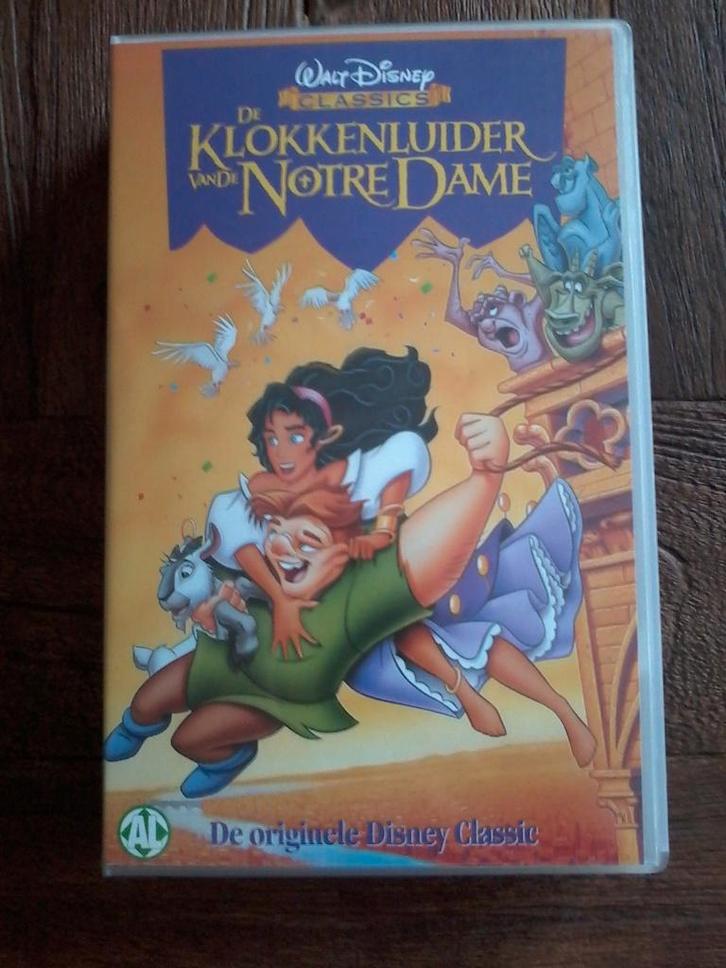 WALT DISNEY
CLASSICS
DE
KLOKKENLUIDER
VAN DE NOTRE DAME
AL
De originele Disney Classic